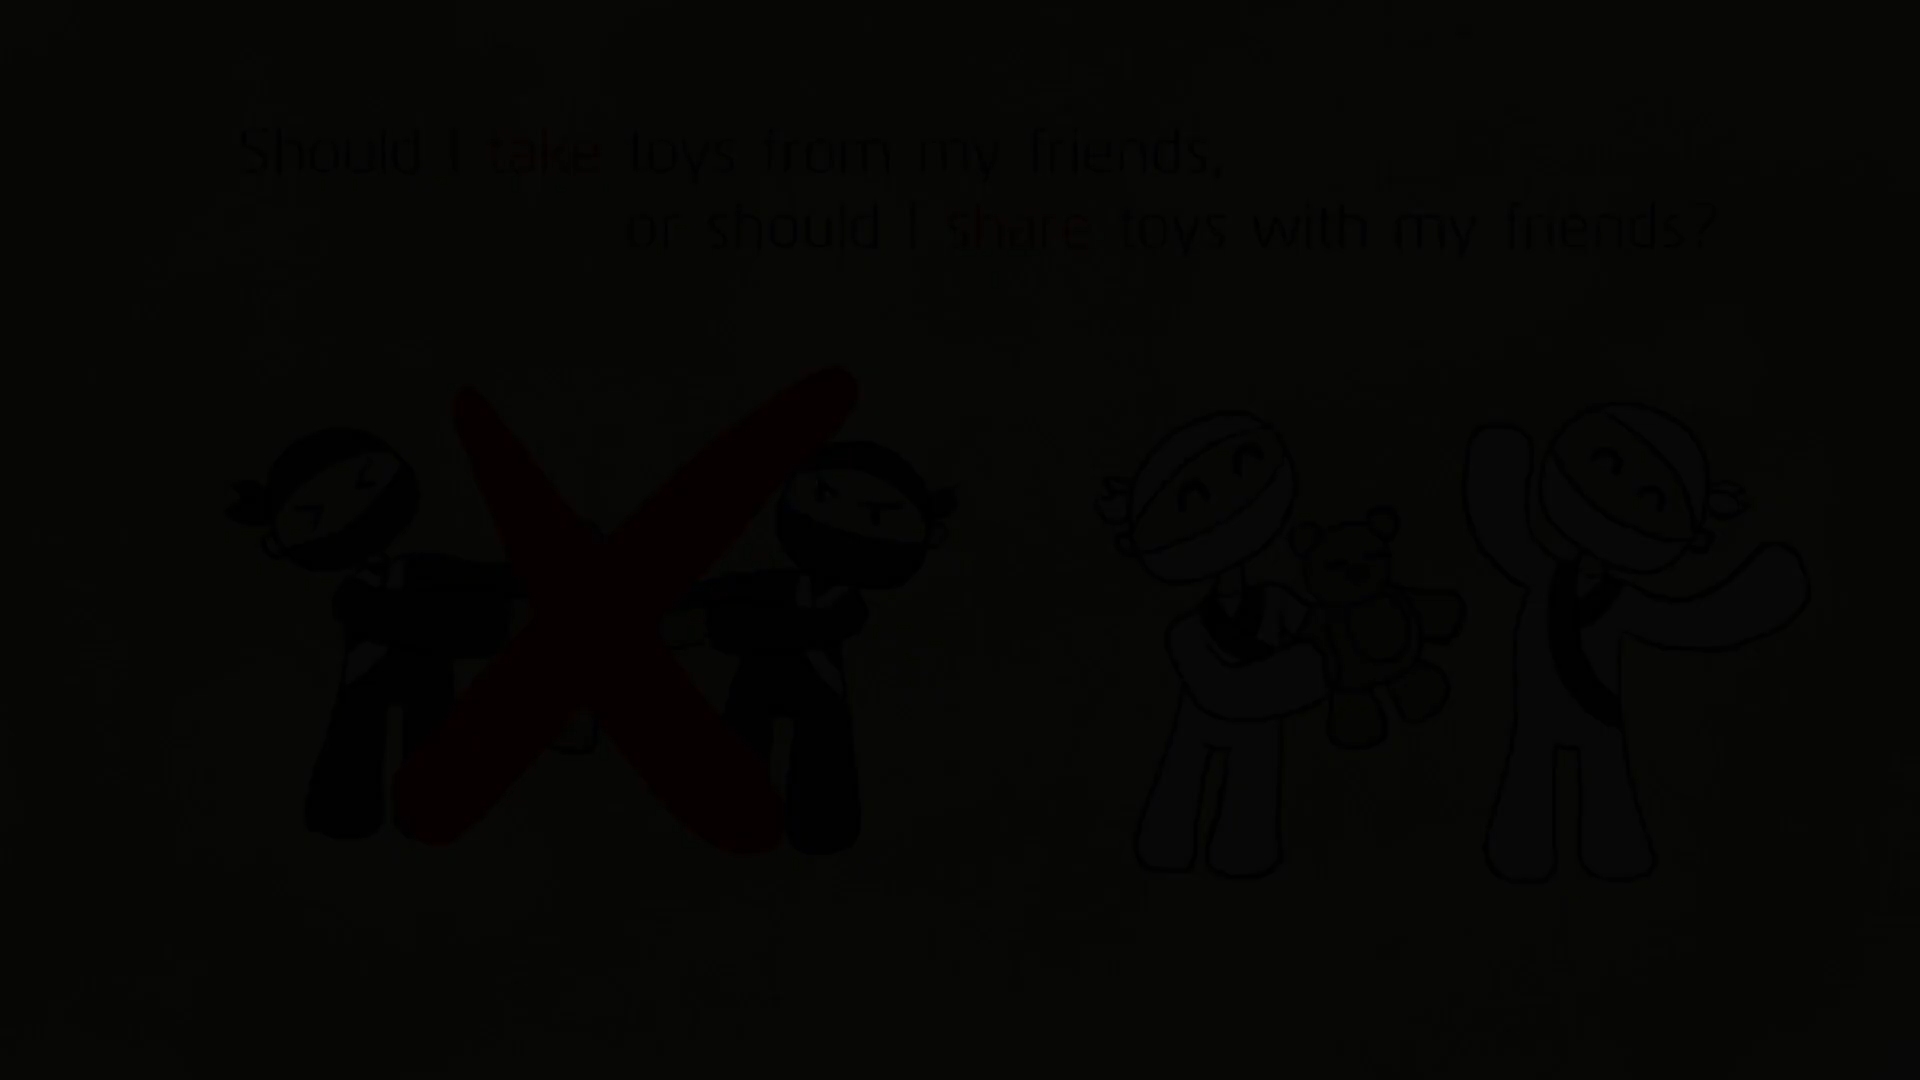 Should I take toys from my friends,
or should I share toys with my friends?